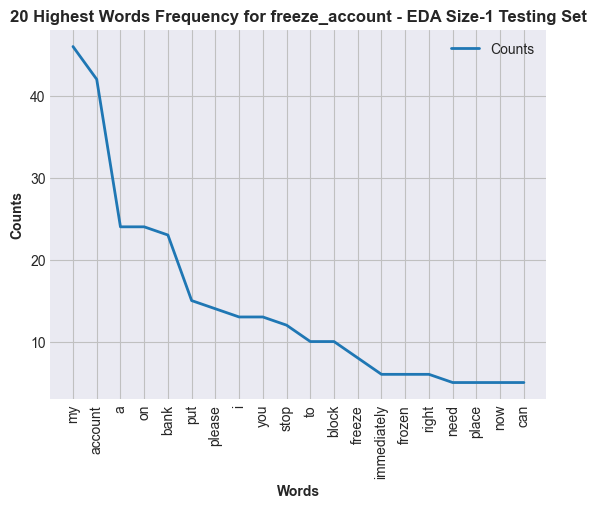 20 Highest Words Frequency for freeze_account - EDA Size-1 Testing Set
Counts
Counts
40
30
20
10
my
account
a
on
bank
put
please
i
you
stop
to
block
freeze
immediately
frozen
right
need
place
now
can
Words